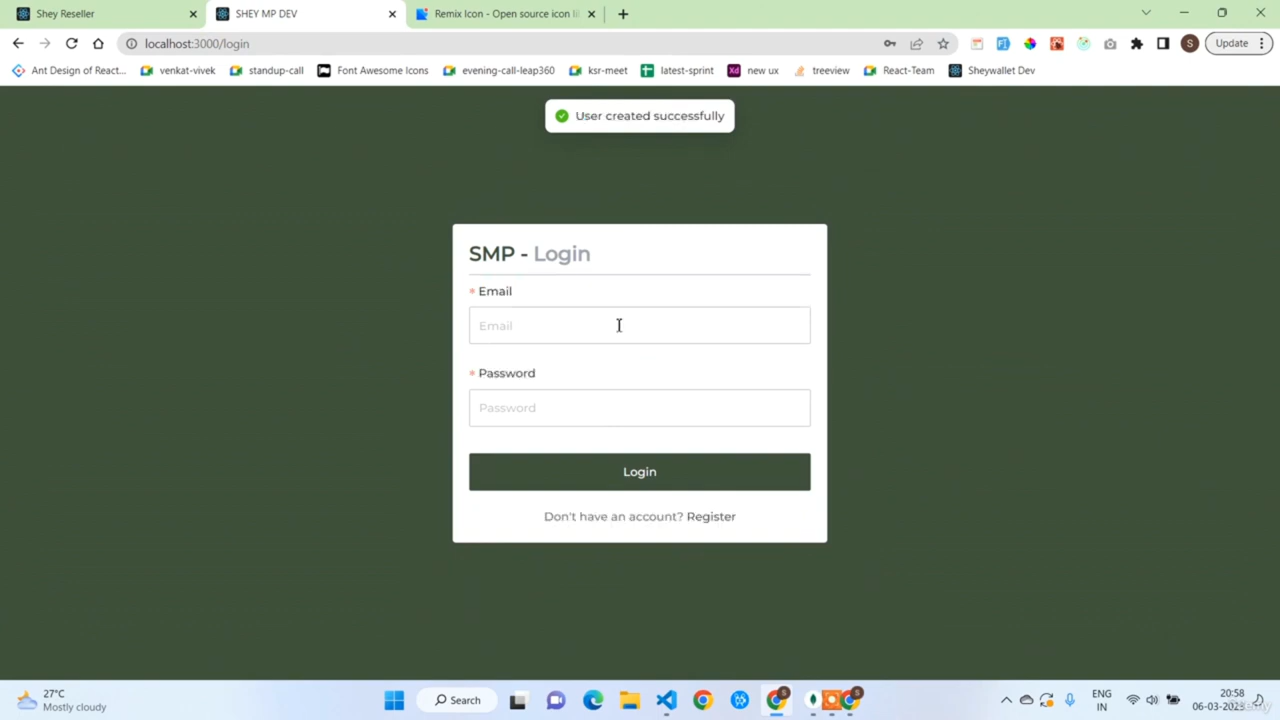 Shey Reseller
SHEY MP DEV
Remix Icon - Open source icon li
localhost:3000/login
S
Update
Ant Design of React...
venkat-vivek
standup-call
Font Awesome Icons
evening-call-leap360
ksr-meet
latest-sprint
Xd new ux
treeview
React-Team
Sheywallet Dev
User created successfully
SMP - Login
* Email
Email
* Password
Password
Login
Don't have an account? Register
27°C
Mostly cloudy
Search
ENG
IN
20:58